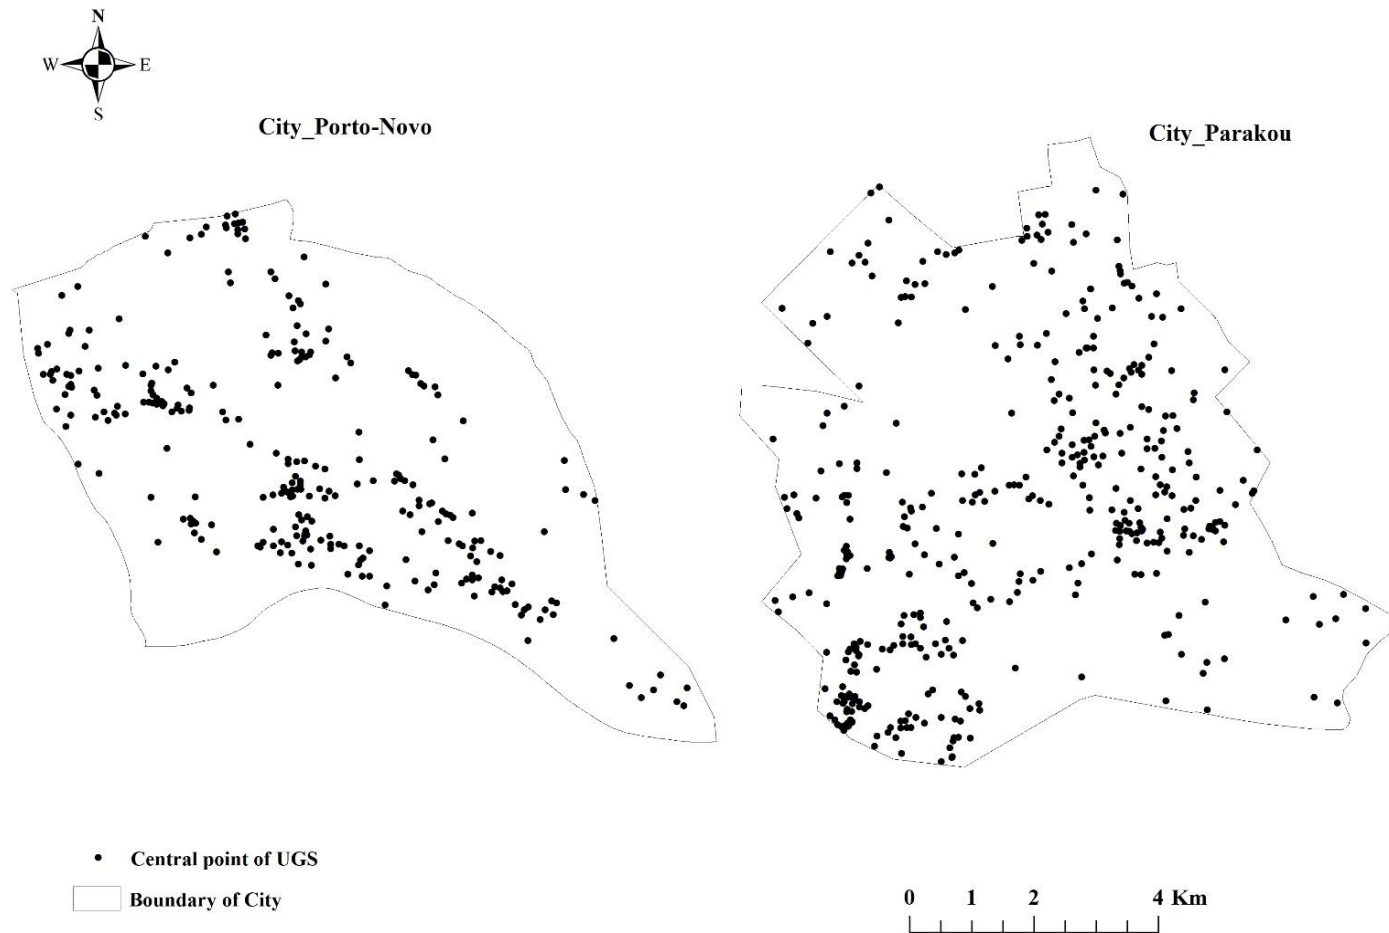 N
W E
S
City_Porto-Novo
City_Parakou
Central point of UGS
Boundary of City
0 1 2 4 Km